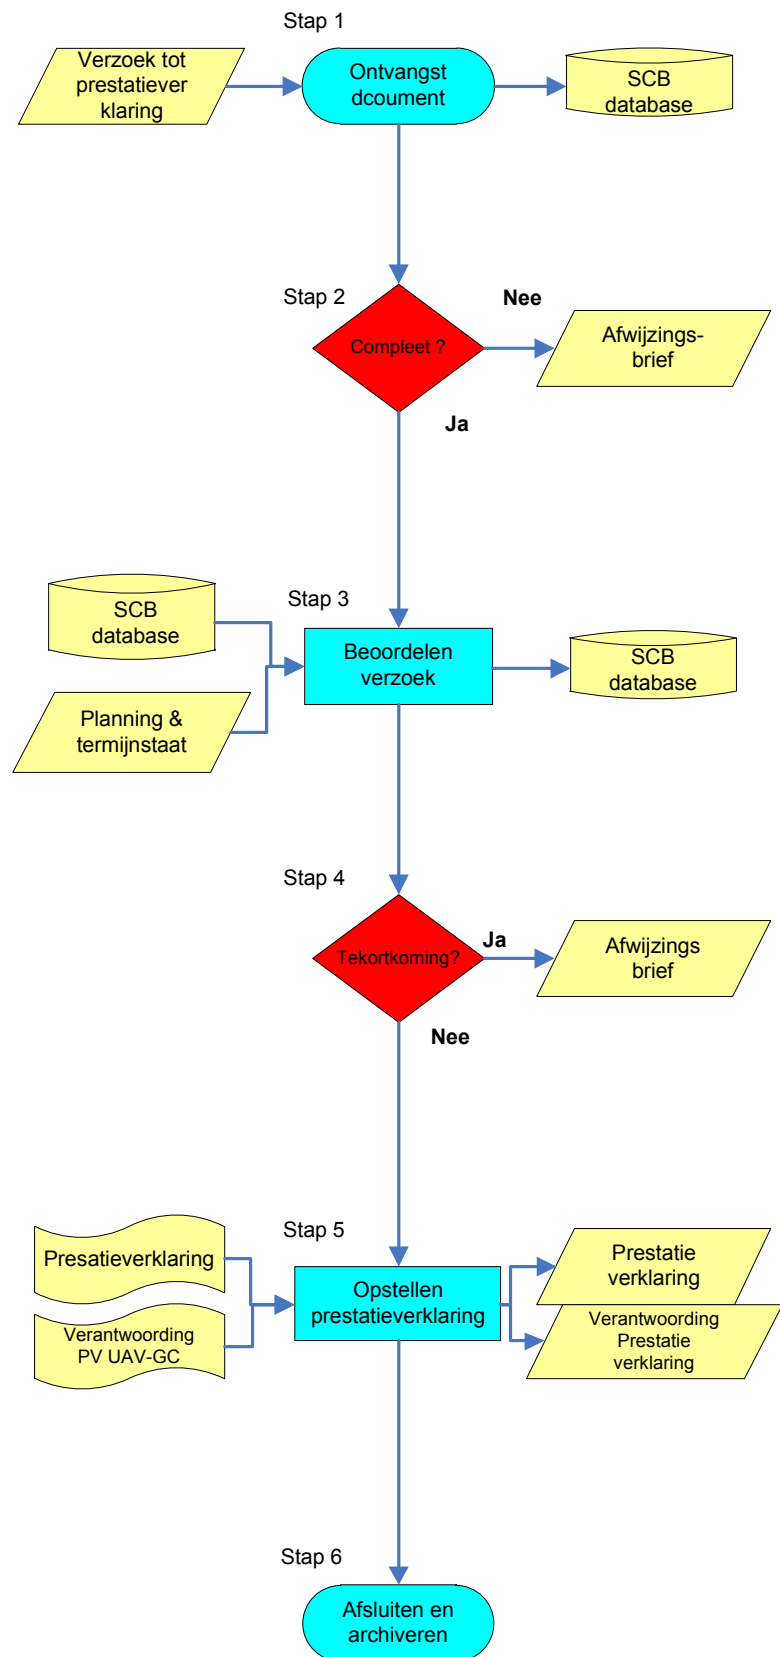 Stap 1
Verzoek tot
prestatiever
klaring
Ontvangst
dcoument
SCB
database
Stap 2
Nee
Compleet ?
Afwijzings-
brief
Ja
SCB
database
Stap 3
Beoordelen
verzoek
SCB
database
Planning &
termijnstaat
Stap 4
Ja
Tekortkoming?
Afwijzings
brief
Nee
Stap 5
Presatieverklaring
Opstellen
prestatieverklaring
Prestatie
verklaring
Verantwoording
PV UAV-GC
Verantwoording
Prestatie
verklaring
Stap 6
Afsluiten en
archiveren